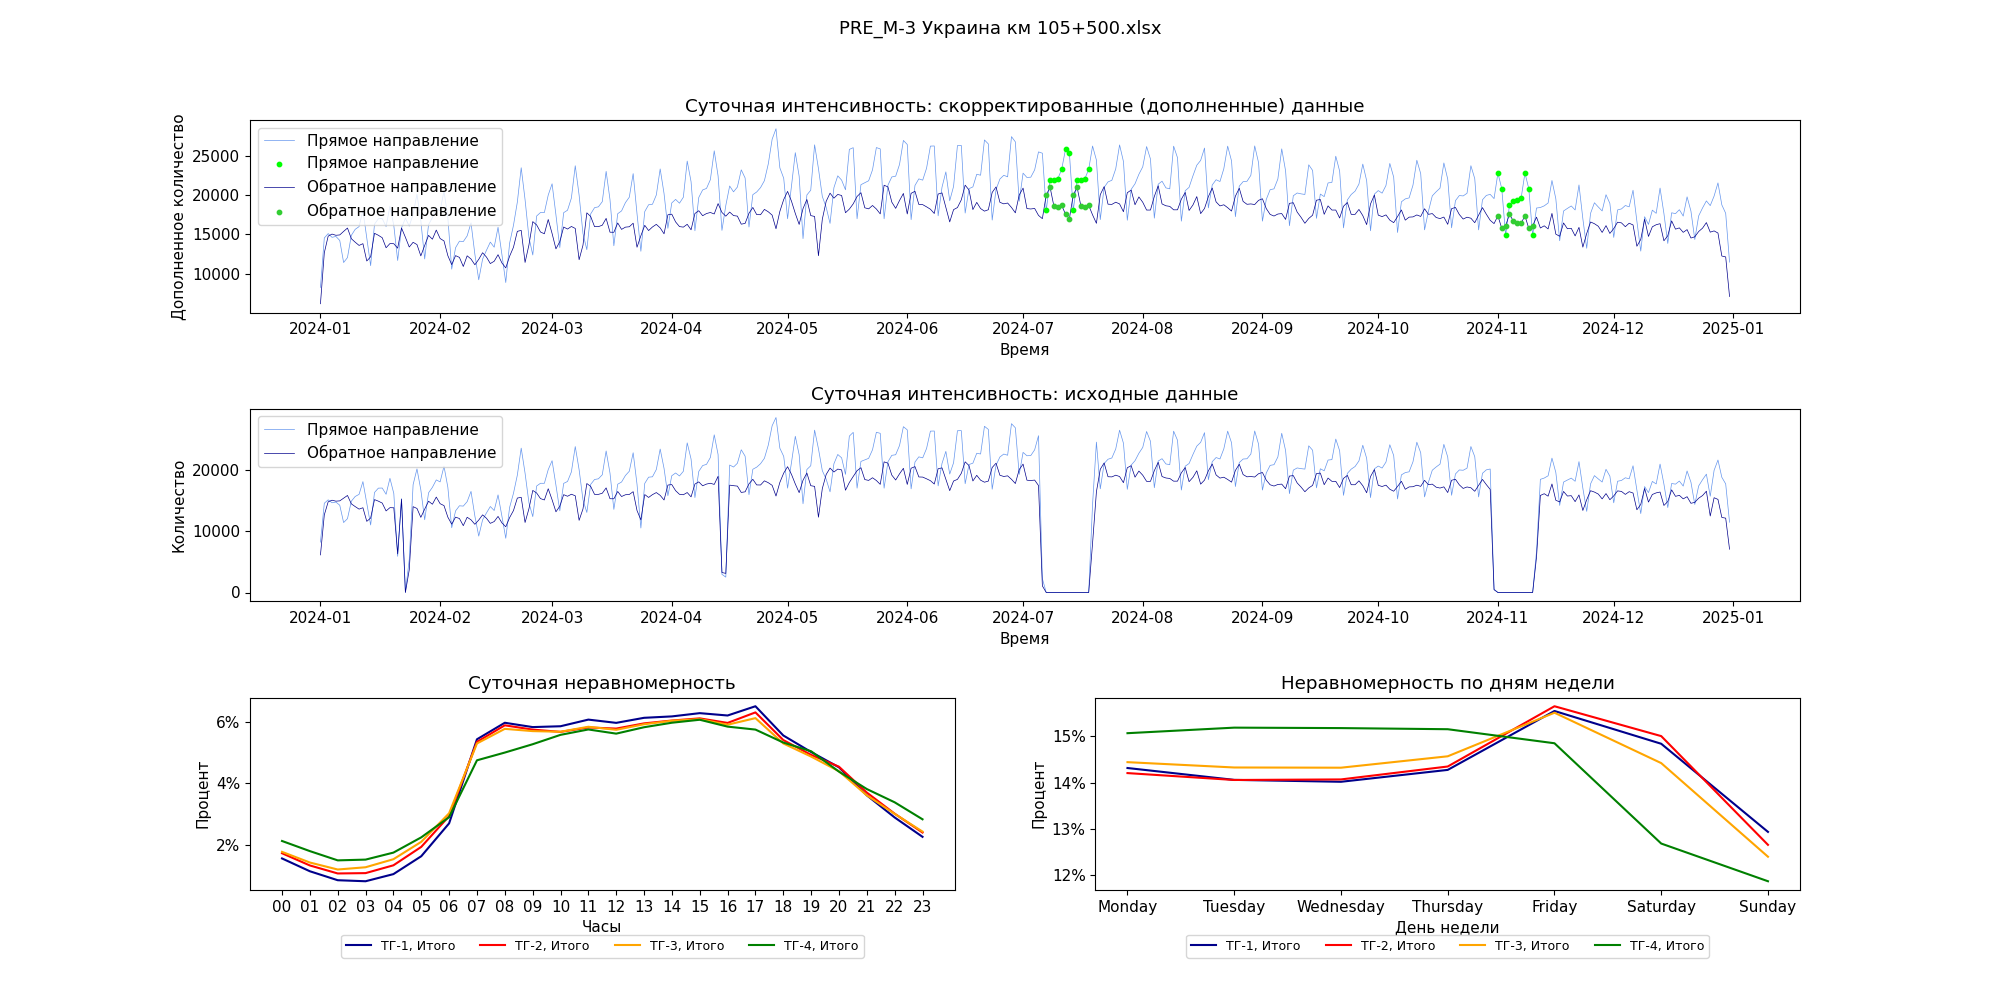 PRE_M-3 Украина км 105+500.xlsx
Суточная интенсивность: скорректированные (дополненные) данные
Дополненное количество
25000
20000
15000
10000
Прямое направление
Прямое направление
Обратное направление
Обратное направление
2024-01 2024-02 2024-03 2024-04 2024-05 2024-06 2024-07 2024-08 2024-09 2024-10 2024-11 2024-12 2025-01
Время
Суточная интенсивность: исходные данные
Количество
20000
10000
0
Прямое направление
Обратное направление
2024-01 2024-02 2024-03 2024-04 2024-05 2024-06 2024-07 2024-08 2024-09 2024-10 2024-11 2024-12 2025-01
Время
Суточная неравномерность
Процент
6%
4%
2%
00 01 02 03 04 05 06 07 08 09 10 11 12 13 14 15 16 17 18 19 20 21 22 23
Часы
ТГ-1, Итого ТГ-2, Итого ТГ-3, Итого ТГ-4, Итого
Неравномерность по дням недели
Процент
15%
14%
13%
12%
Monday Tuesday Wednesday Thursday Friday Saturday Sunday
День недели
ТГ-1, Итого ТГ-2, Итого ТГ-3, Итого ТГ-4, Итого